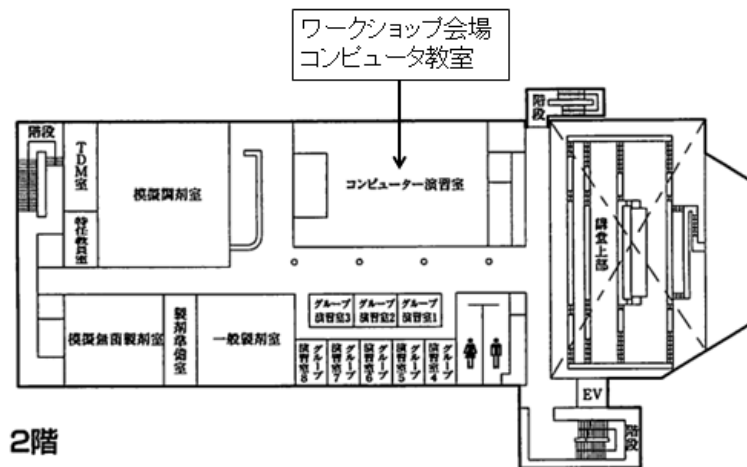 ワークショップ会場
コンピュータ教室
階段
階段
TDM室
模擬調剤室
コンピューター演習室
特任教員室
講堂上部
グループ演習室3
グループ演習室2
グループ演習室1
模擬無菌製剤室
製剤準備室
一般製剤室
グループ演習室8
グループ演習室7
グループ演習室6
グループ演習室5
グループ演習室4
EV
階段
2階